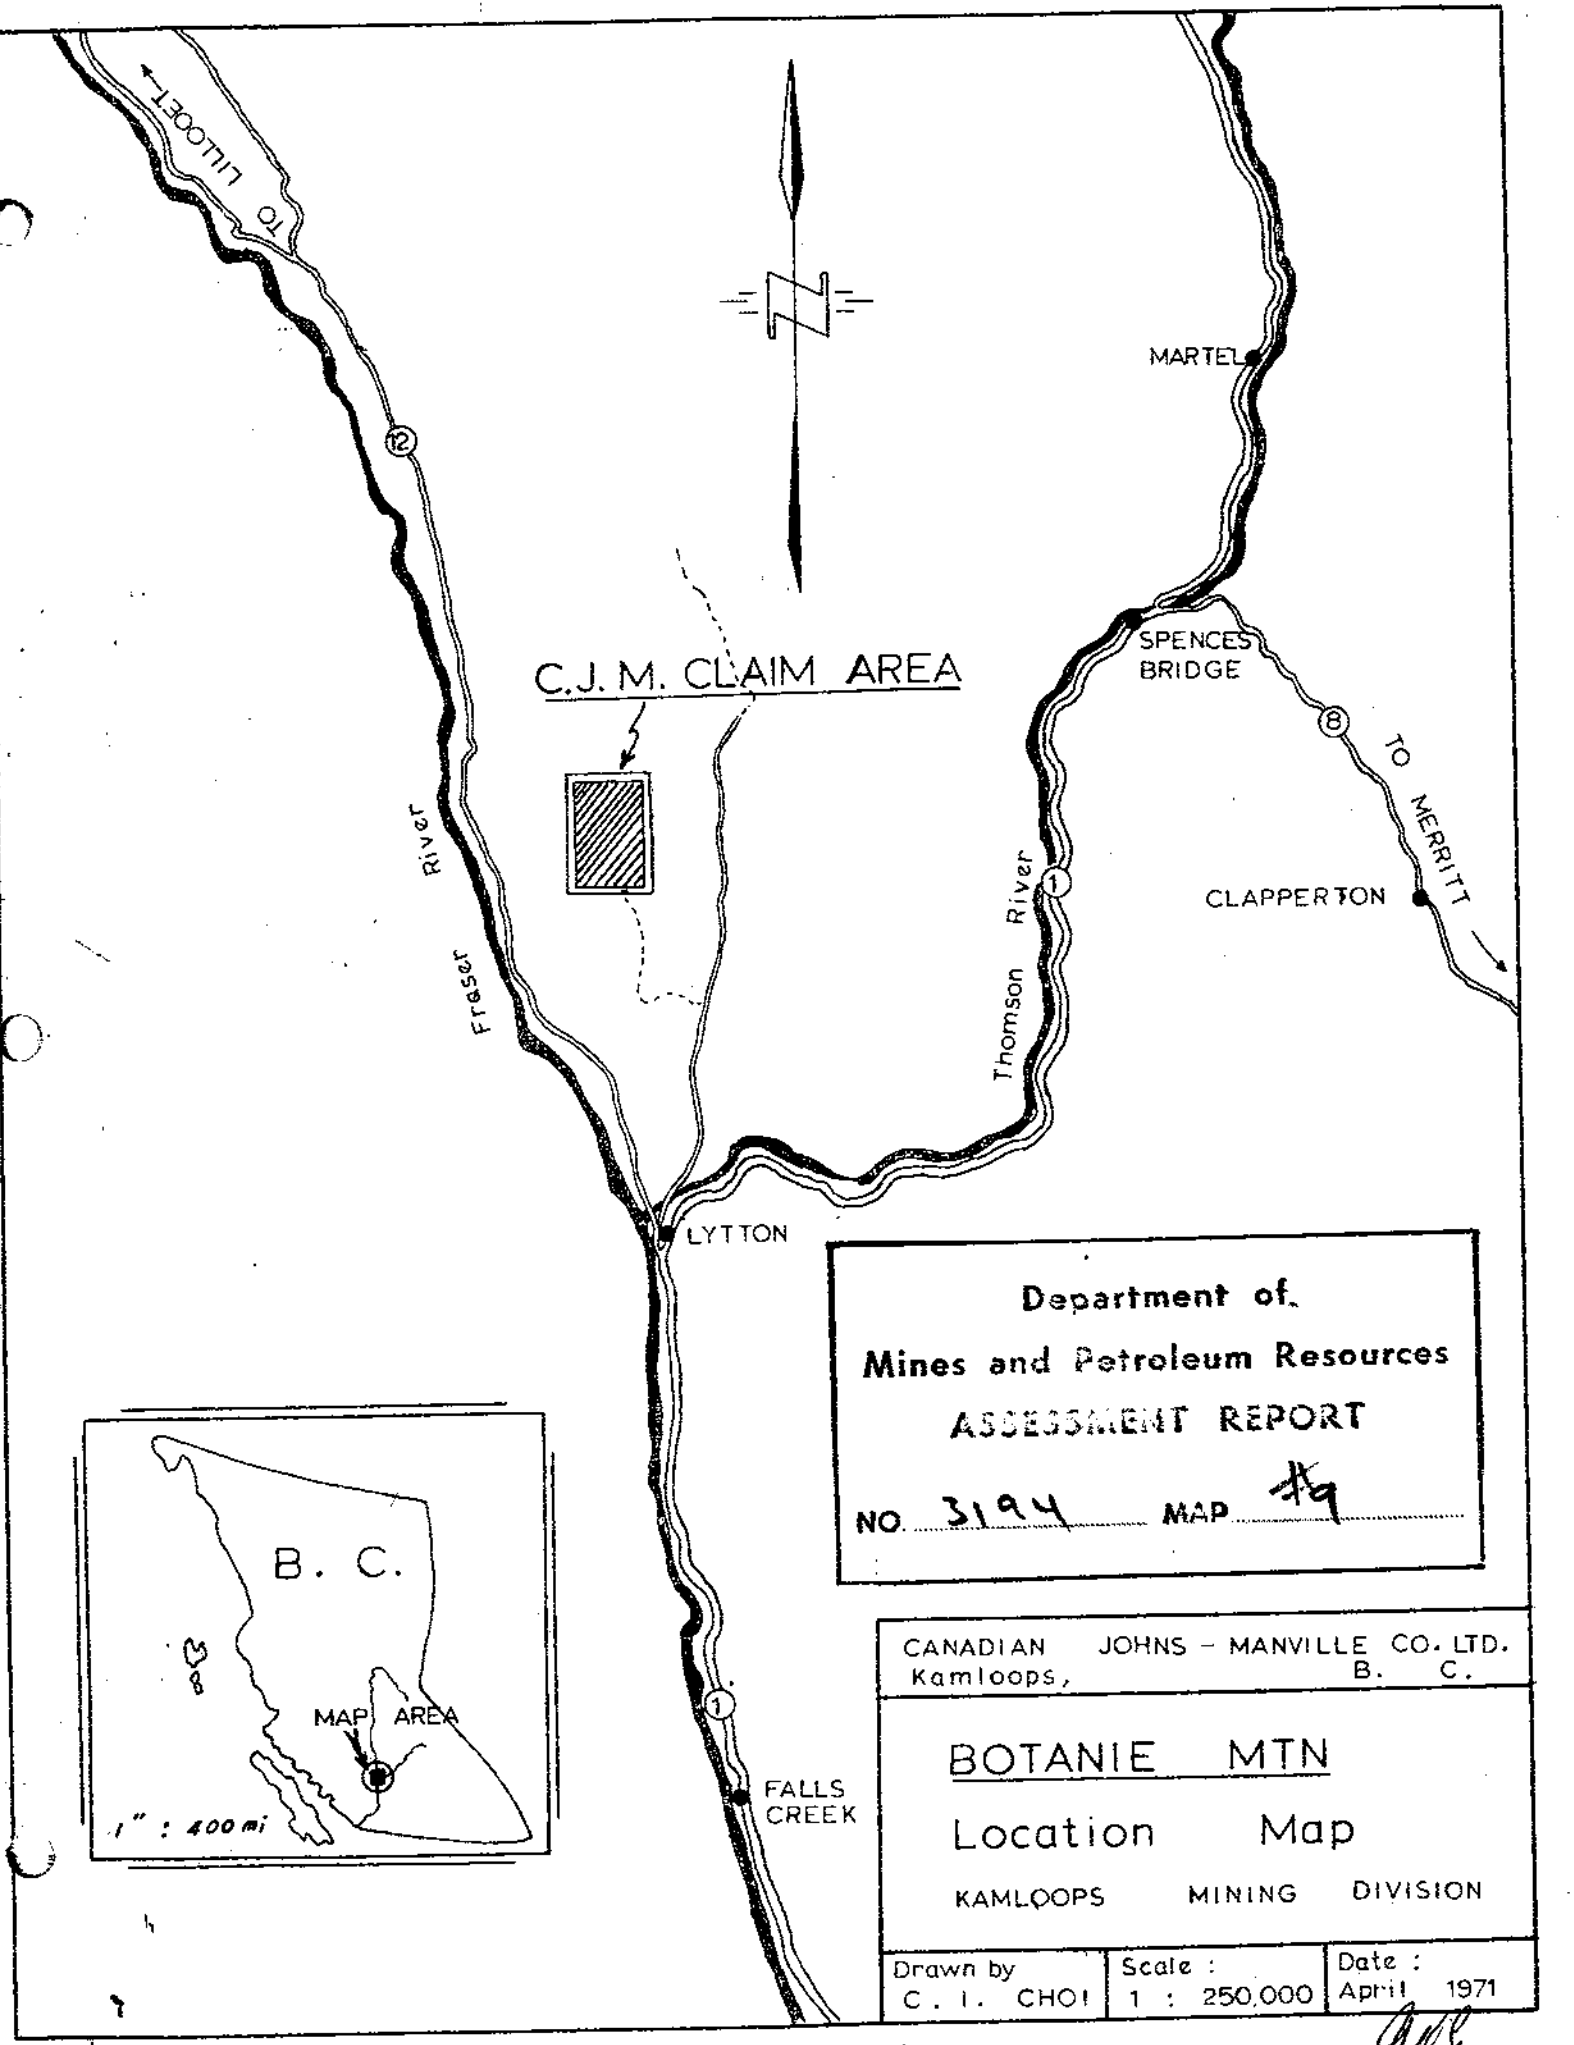 TO LILLOOET
N
MARTEL
12
C.J.M. CLAIM AREA
SPENCES
BRIDGE
8
TO MERRITT
Fraser River
Thomson River
1
CLAPPERTON
LYTTON
Department of
Mines and Petroleum Resources
ASSESSMENT REPORT
NO. 3194 MAP #9
B. C.
MAP AREA
1" : 400 mi
1
FALLS
CREEK
CANADIAN JOHNS - MANVILLE CO. LTD.
Kamloops, B. C.
BOTANIE MTN
Location Map
KAMLOOPS MINING DIVISION
Drawn by
C. I. CHOI
Scale :
1 : 250,000
Date :
April 1971